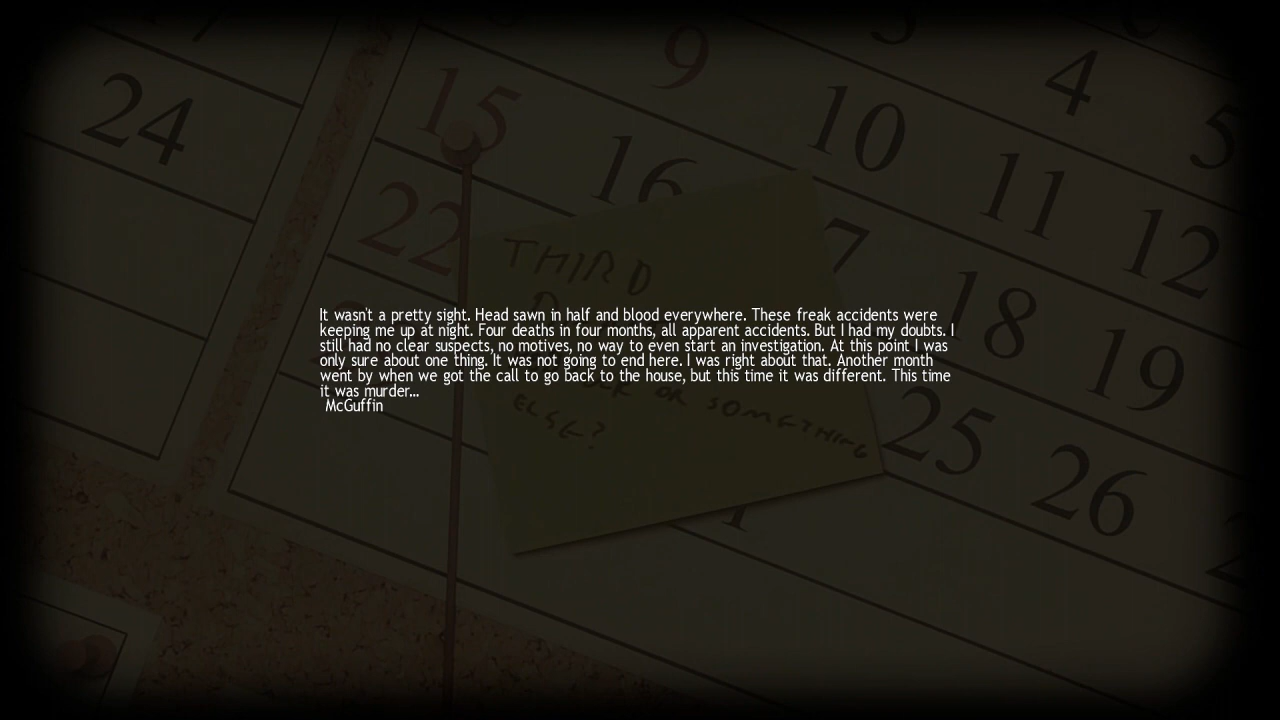 9
3
4
5
24
15
16
10
11
12
22
7
18
19
THIRD
It wasn't a pretty sight. Head sawn in half and blood everywhere. These freak accidents were
keeping me up at night. Four deaths in four months, all apparent accidents. But I had my doubts. I
still had no clear suspects, no motives, no way to even start an investigation. At this point I was
only sure about one thing. It was not going to end here. I was right about that. Another month
went by when we got the call to go back to the house, but this time it was different. This time
it was murder...
McGuffin
OR SOMETHING
ELSE?
25
26